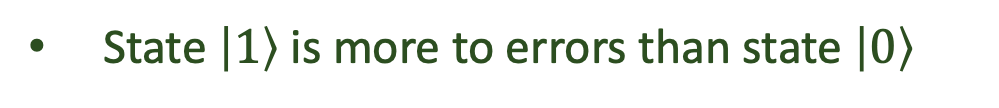 • State |1⟩ is more to errors than state |0⟩